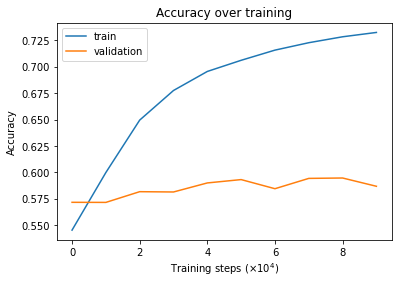 Accuracy over training
train
validation
Accuracy
0.725
0.700
0.675
0.650
0.625
0.600
0.575
0.550
0 2 4 6 8
Training steps (×10⁴)